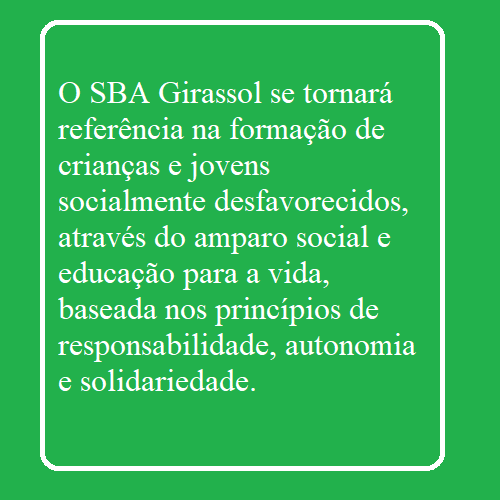 O SBA Girassol se tornará
referência na formação de
crianças e jovens
socialmente desfavorecidos,
através do amparo social e
educação para a vida,
baseada nos princípios de
responsabilidade, autonomia
e solidariedade.